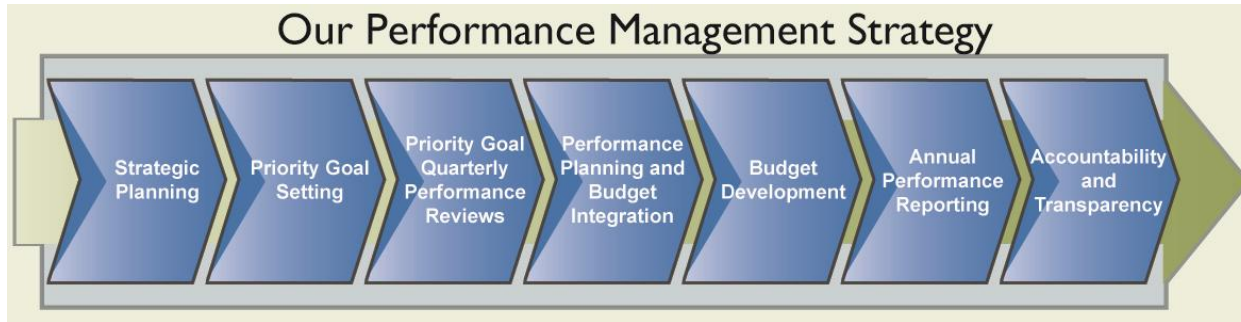 Our Performance Management Strategy
Strategic
Planning
Priority Goal
Setting
Priority Goal
Quarterly
Performance
Reviews
Performance
Planning and
Budget
Integration
Budget
Development
Annual
Performance
Reporting
Accountability
and
Transparency